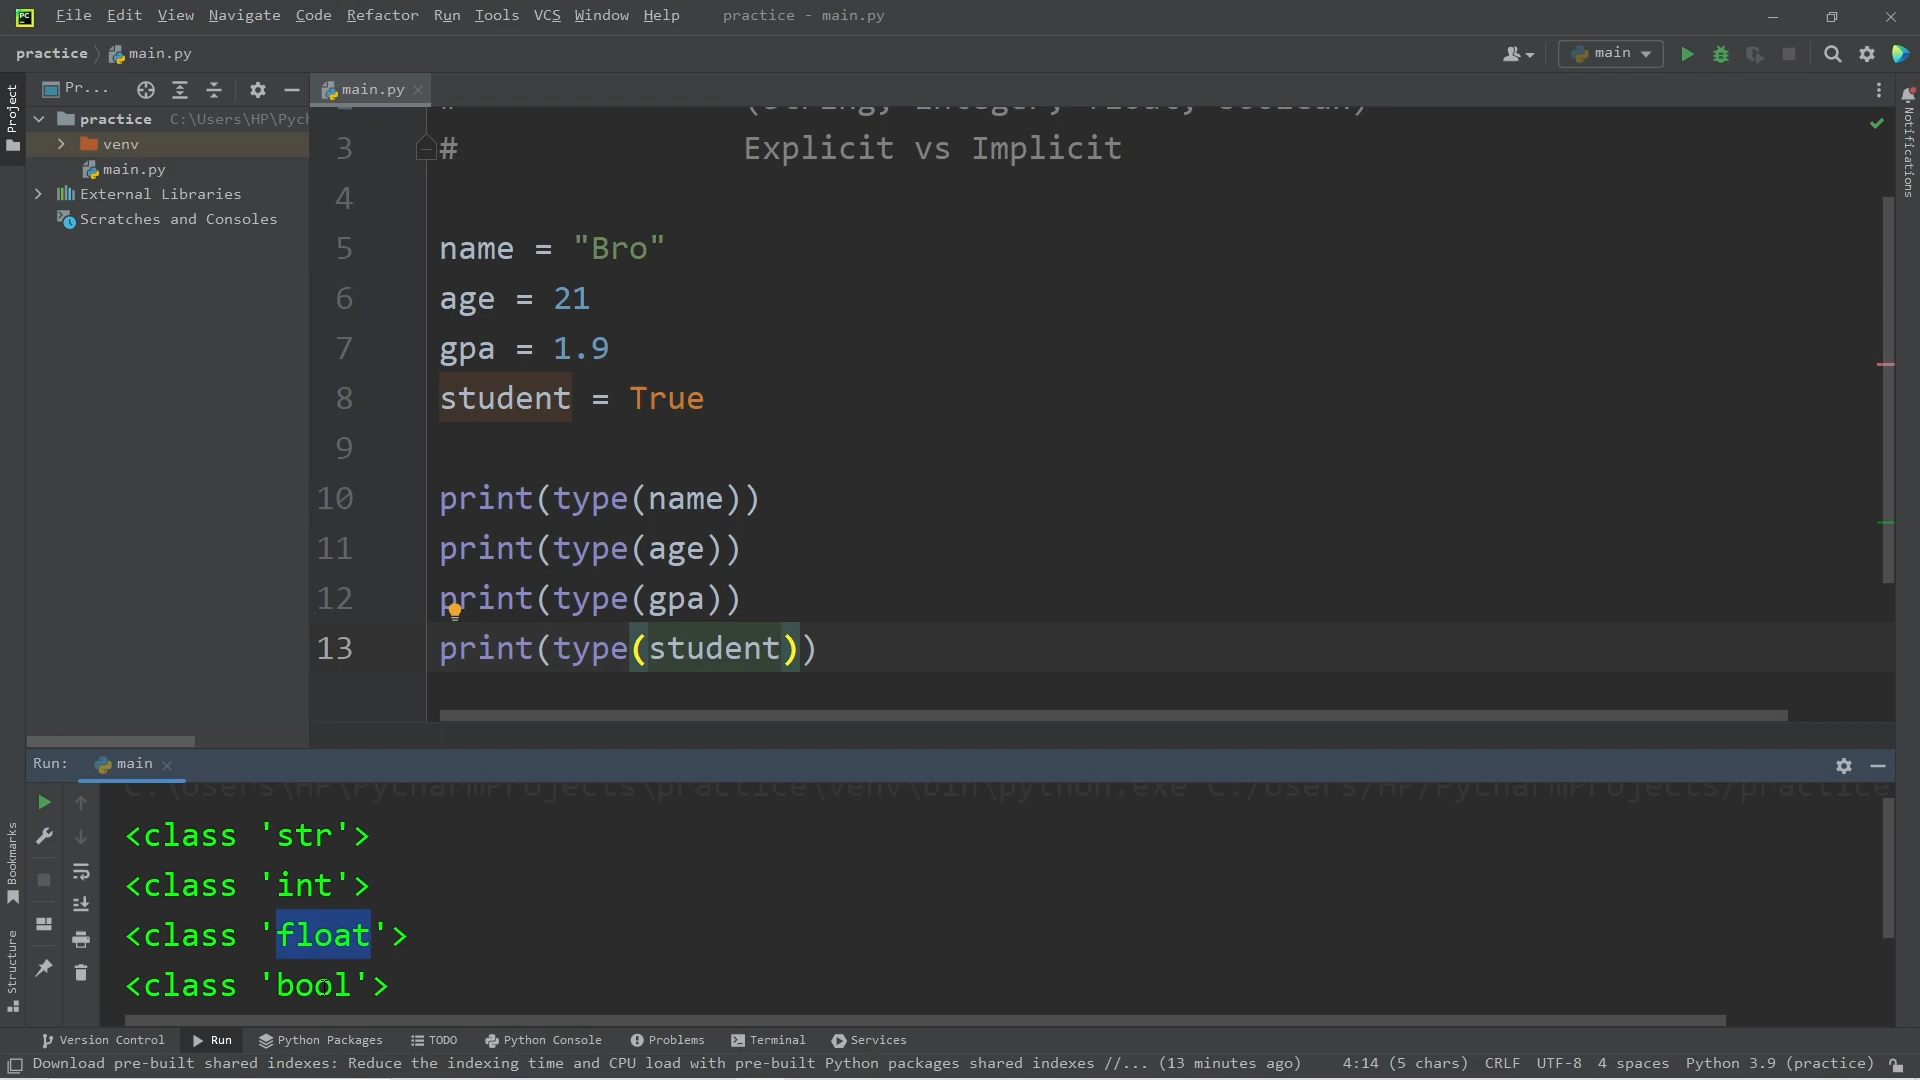 File Edit View Navigate Code Refactor Run Tools VCS Window Help practice - main.py
practice main.py main
Project Pr... main.py
Notifications
practice C:\Users\HP\Pych
venv
main.py
External Libraries
Scratches and Consoles
# (String, Integer, Float, Boolean)
3 # Explicit vs Implicit
4
5 name = "Bro"
6 age = 21
7 gpa = 1.9
8 student = True
9
10 print(type(name))
11 print(type(age))
12 print(type(gpa))
13 print(type(student))
Run: main
C:\Users\HP\PycharmProjects\practice\venv\bin\python.exe C:/Users/HP/PycharmProjects/practice
<class 'str'>
<class 'int'>
<class 'float'>
<class 'bool'>
Bookmarks
Structure
Version Control Run Python Packages TODO Python Console Problems Terminal Services
Download pre-built shared indexes: Reduce the indexing time and CPU load with pre-built Python packages shared indexes //... (13 minutes ago) 4:14 (5 chars) CRLF UTF-8 4 spaces Python 3.9 (practice)